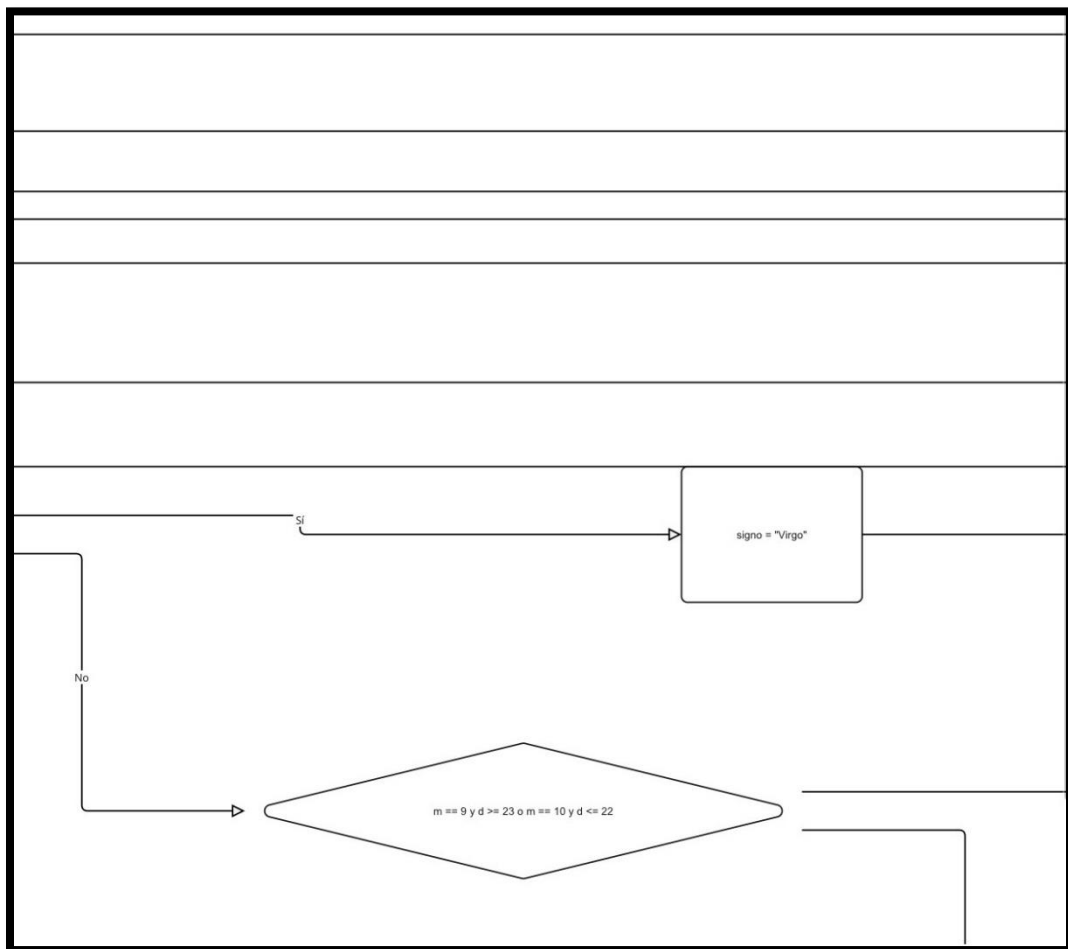 Sí
signo = "Virgo"
No
m == 9 y d >= 23 o m == 10 y d <= 22